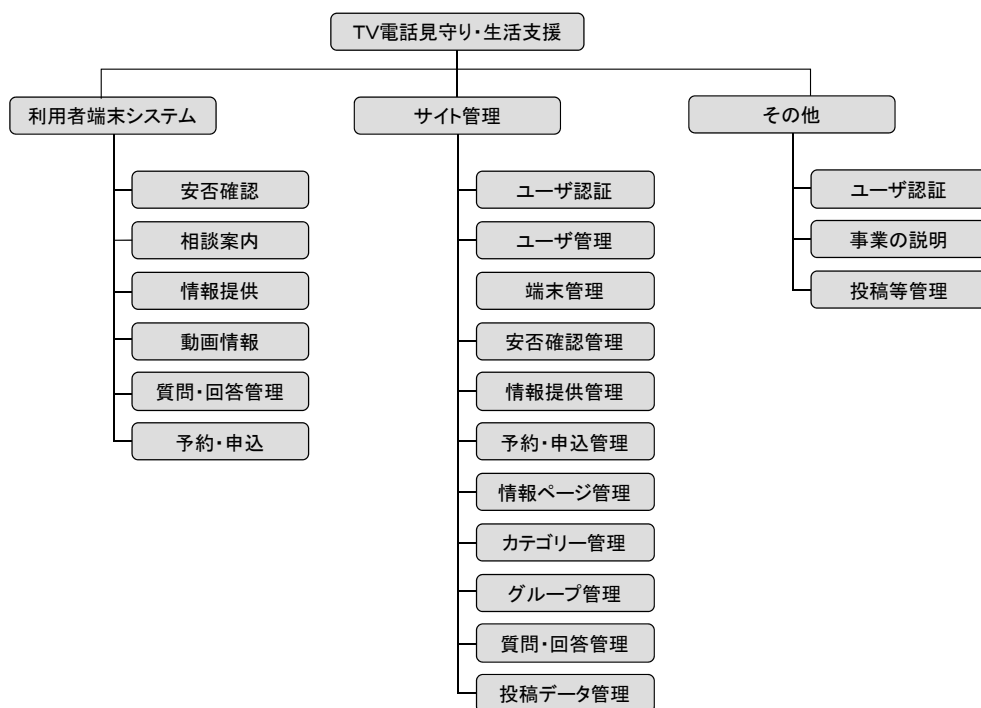 TV電話見守り・生活支援
利用者端末システム
安否確認
相談案内
情報提供
動画情報
質問・回答管理
予約・申込
サイト管理
ユーザ認証
ユーザ管理
端末管理
安否確認管理
情報提供管理
予約・申込管理
情報ページ管理
カテゴリー管理
グループ管理
質問・回答管理
投稿データ管理
その他
ユーザ認証
事業の説明
投稿等管理